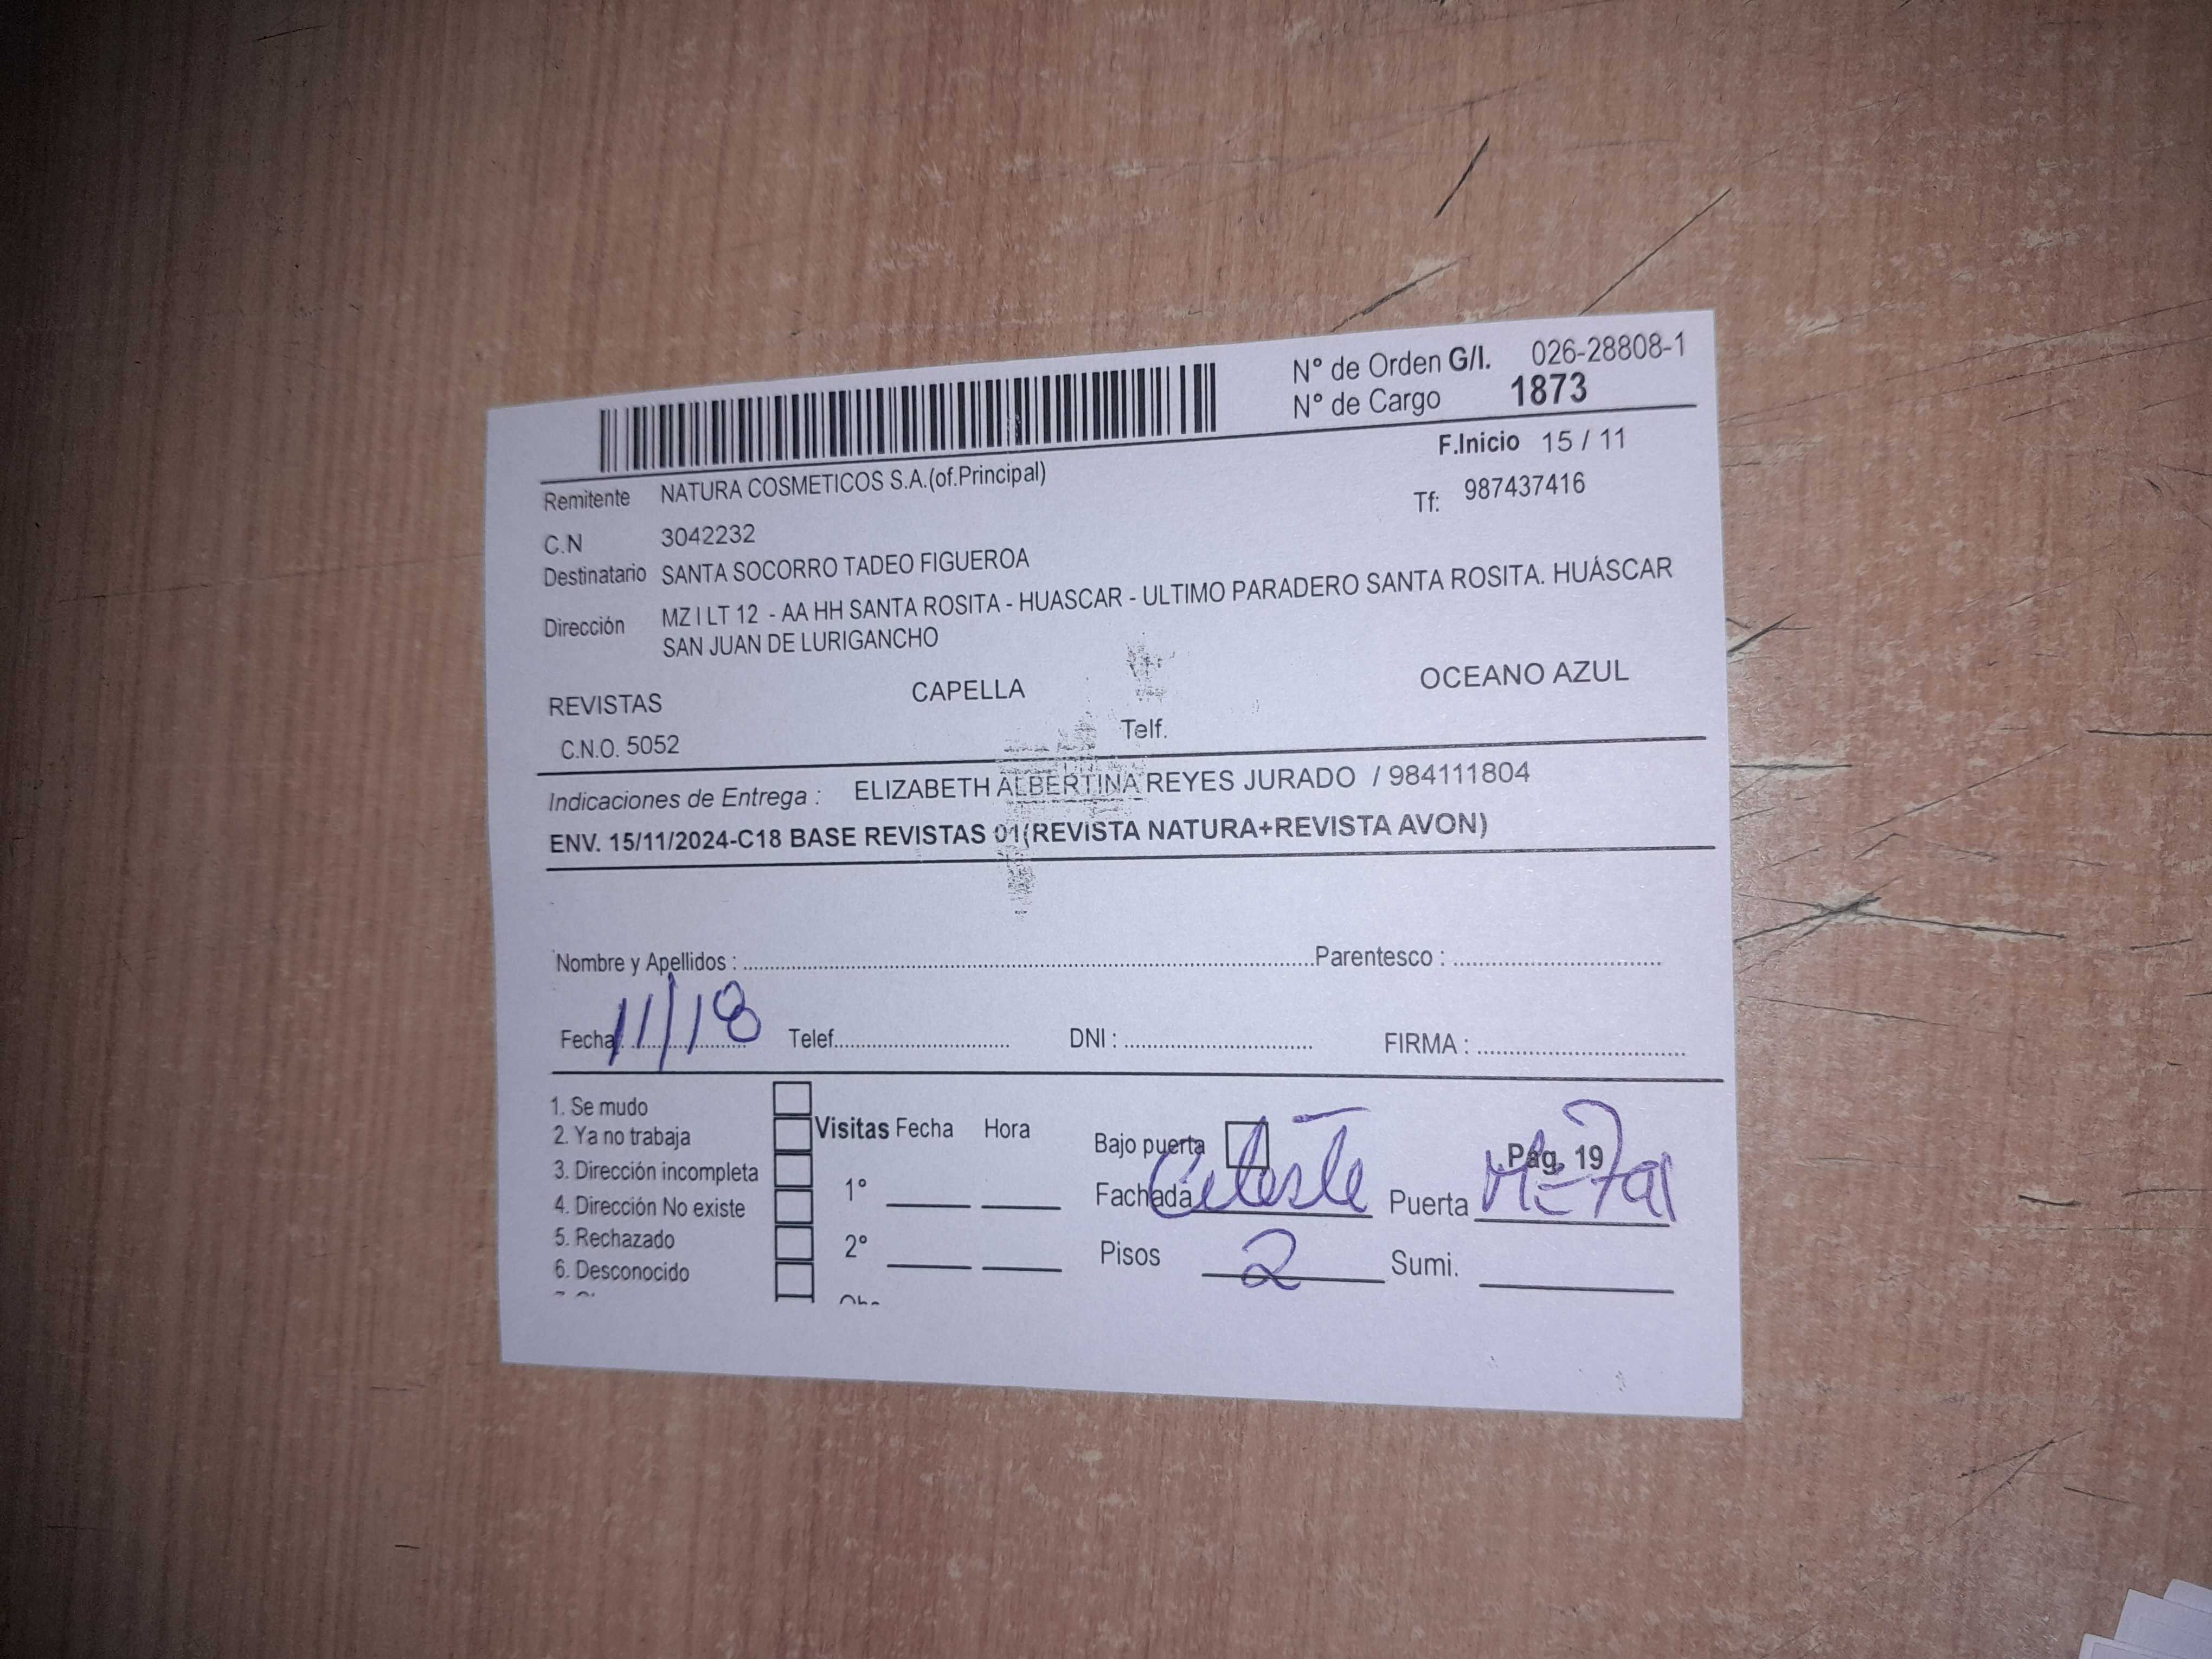 N° de Orden G/I. 026-28808-1
N° de Cargo 1873
F.Inicio 15 / 11
Remitente NATURA COSMETICOS S.A.(of.Principal)
Tf: 987437416
C.N 3042232
Destinatario SANTA SOCORRO TADEO FIGUEROA
Dirección MZ I LT 12 - AA HH SANTA ROSITA - HUASCAR - ULTIMO PARADERO SANTA ROSITA. HUÁSCAR
SAN JUAN DE LURIGANCHO
REVISTAS CAPELLA OCEANO AZUL
C.N.O. 5052 Telf.
Indicaciones de Entrega : ELIZABETH ALBERTINA REYES JURADO / 984111804
ENV. 15/11/2024-C18 BASE REVISTAS 01(REVISTA NATURA+REVISTA AVON)
Nombre y Apellidos : Parentesco :
Fecha 11/18 Telef. DNI : FIRMA :
1. Se mudo
2. Ya no trabaja
3. Dirección incompleta
4. Dirección No existe
5. Rechazado
6. Desconocido
Visitas Fecha Hora
1°
2°
Bajo puerta Pág. 19
Fachada Celeste Puerta Metal
Pisos 2 Sumi.